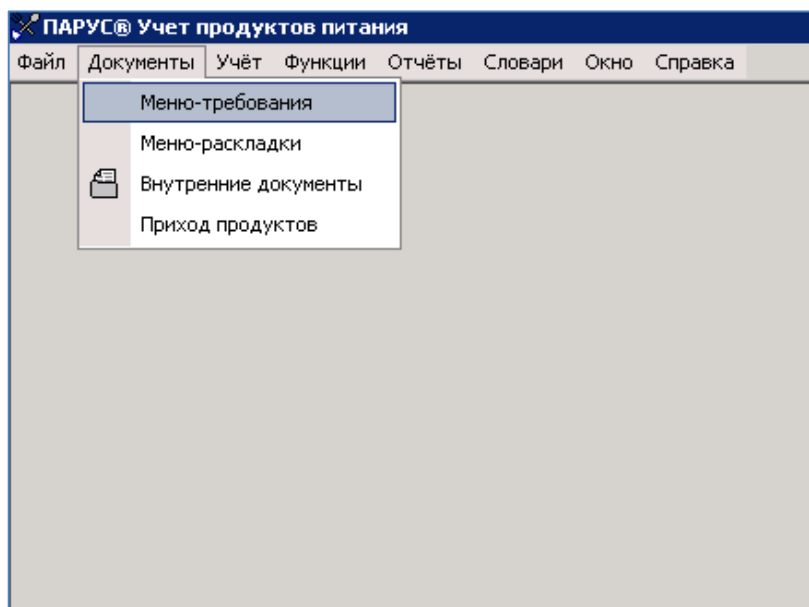 ПАРУС® Учет продуктов питания
Файл Документы Учёт Функции Отчёты Словари Окно Справка
Меню-требования
Меню-раскладки
Внутренние документы
Приход продуктов